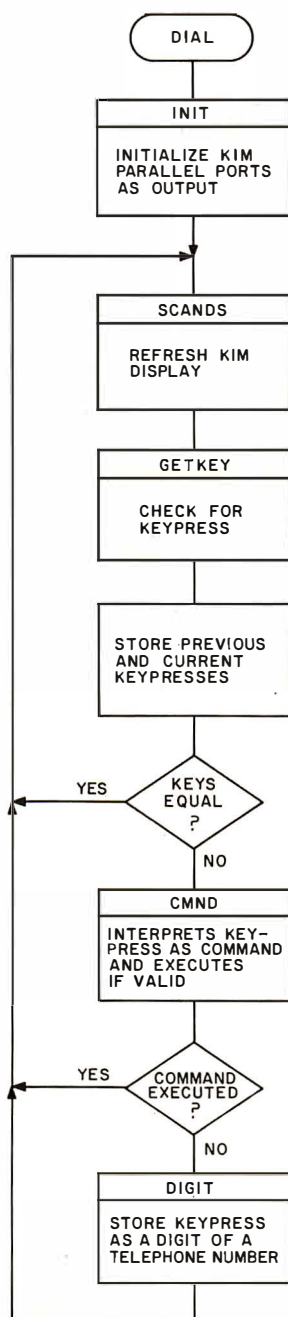 DIAL
INIT
INITIALIZE KIM
PARALLEL PORTS
AS OUTPUT
SCANDS
REFRESH KIM
DISPLAY
GETKEY
CHECK FOR
KEYPRESS
STORE PREVIOUS
AND CURRENT
KEYPRESSES
YES
KEYS
EQUAL
?
NO
CMND
INTERPRETS KEY-
PRESS AS COMMAND
AND EXECUTES
IF VALID
YES
COMMAND
EXECUTED
?
NO
DIGIT
STORE KEYPRESS
AS A DIGIT OF A
TELEPHONE NUMBER